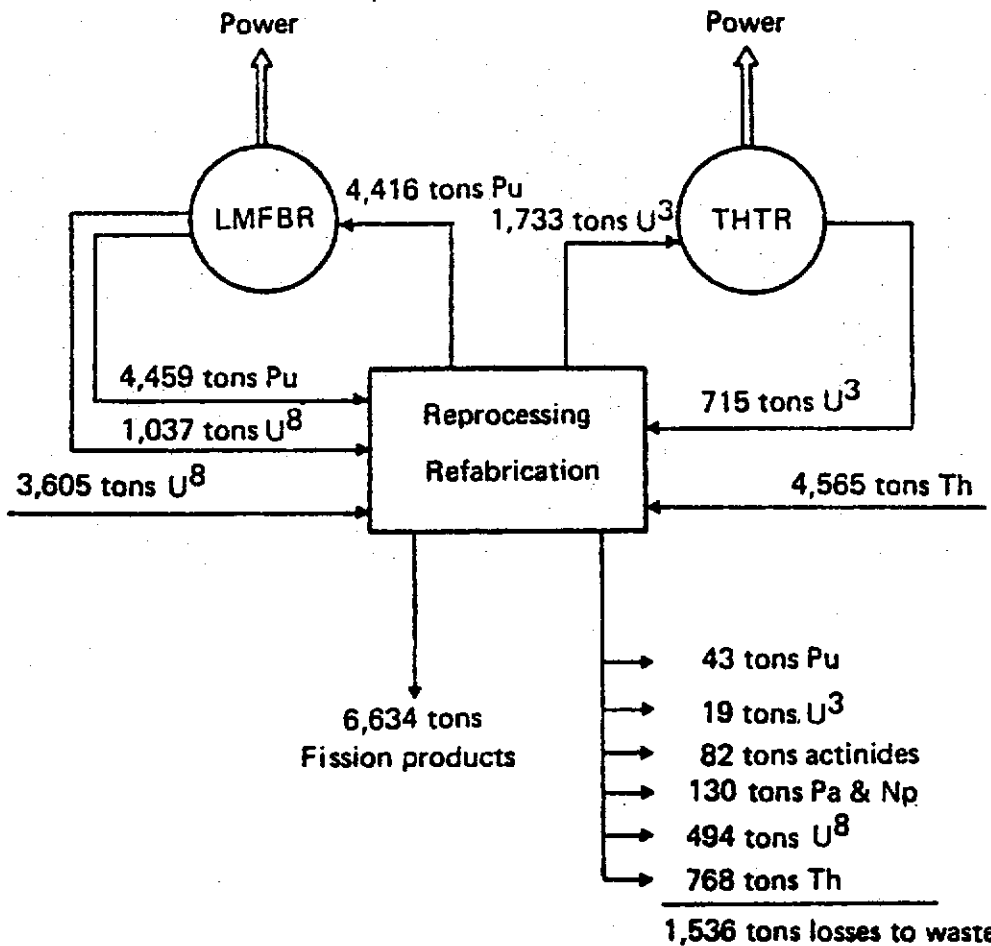 Power
Power
LMFBR
4,416 tons Pu
1,733 tons U³
THTR
4,459 tons Pu
1,037 tons U⁸
3,605 tons U⁸
Reprocessing
Refabrication
715 tons U³
4,565 tons Th
6,634 tons
Fission products
43 tons Pu
19 tons U³
82 tons actinides
130 tons Pa & Np
494 tons U⁸
768 tons Th
1,536 tons losses to waste